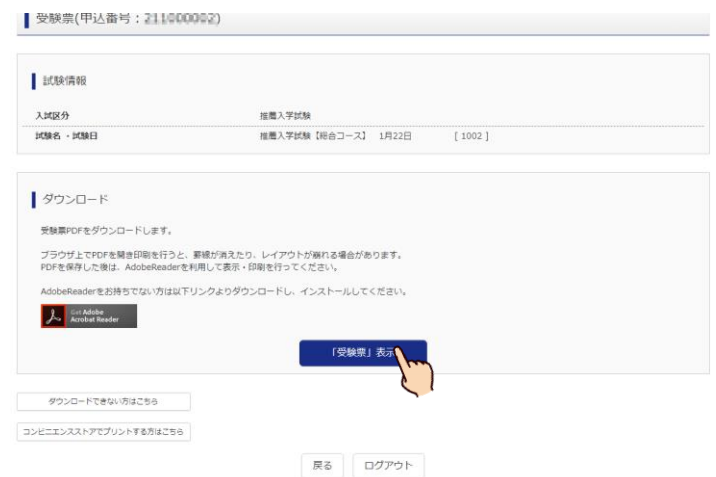 受験票(申込番号：211000002)
試験情報
入試区分 推薦入学試験
試験名・試験日 推薦入学試験【総合コース】 1月22日 [ 1002 ]
ダウンロード
受験票PDFをダウンロードします。
ブラウザ上でPDFを開き印刷を行うと、罫線が消えたり、レイアウトが崩れる場合があります。
PDFを保存した後は、AdobeReaderを利用して表示・印刷を行ってください。
AdobeReaderをお持ちでない方は以下リンクよりダウンロードし、インストールしてください。
Get Adobe
Acrobat Reader
「受験票」表示
ダウンロードできない方はこちら
コンビニエンスストアでプリントする方はこちら
戻る ログアウト